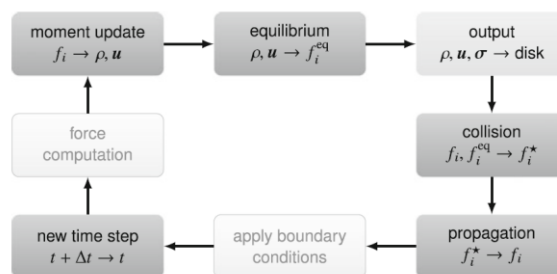 moment update
f_i → ρ, u
equilibrium
ρ, u → f_i^eq
output
ρ, u, σ → disk
force
computation
collision
f_i, f_i^eq → f_i^★
new time step
t + Δt → t
apply boundary
conditions
propagation
f_i^★ → f_i